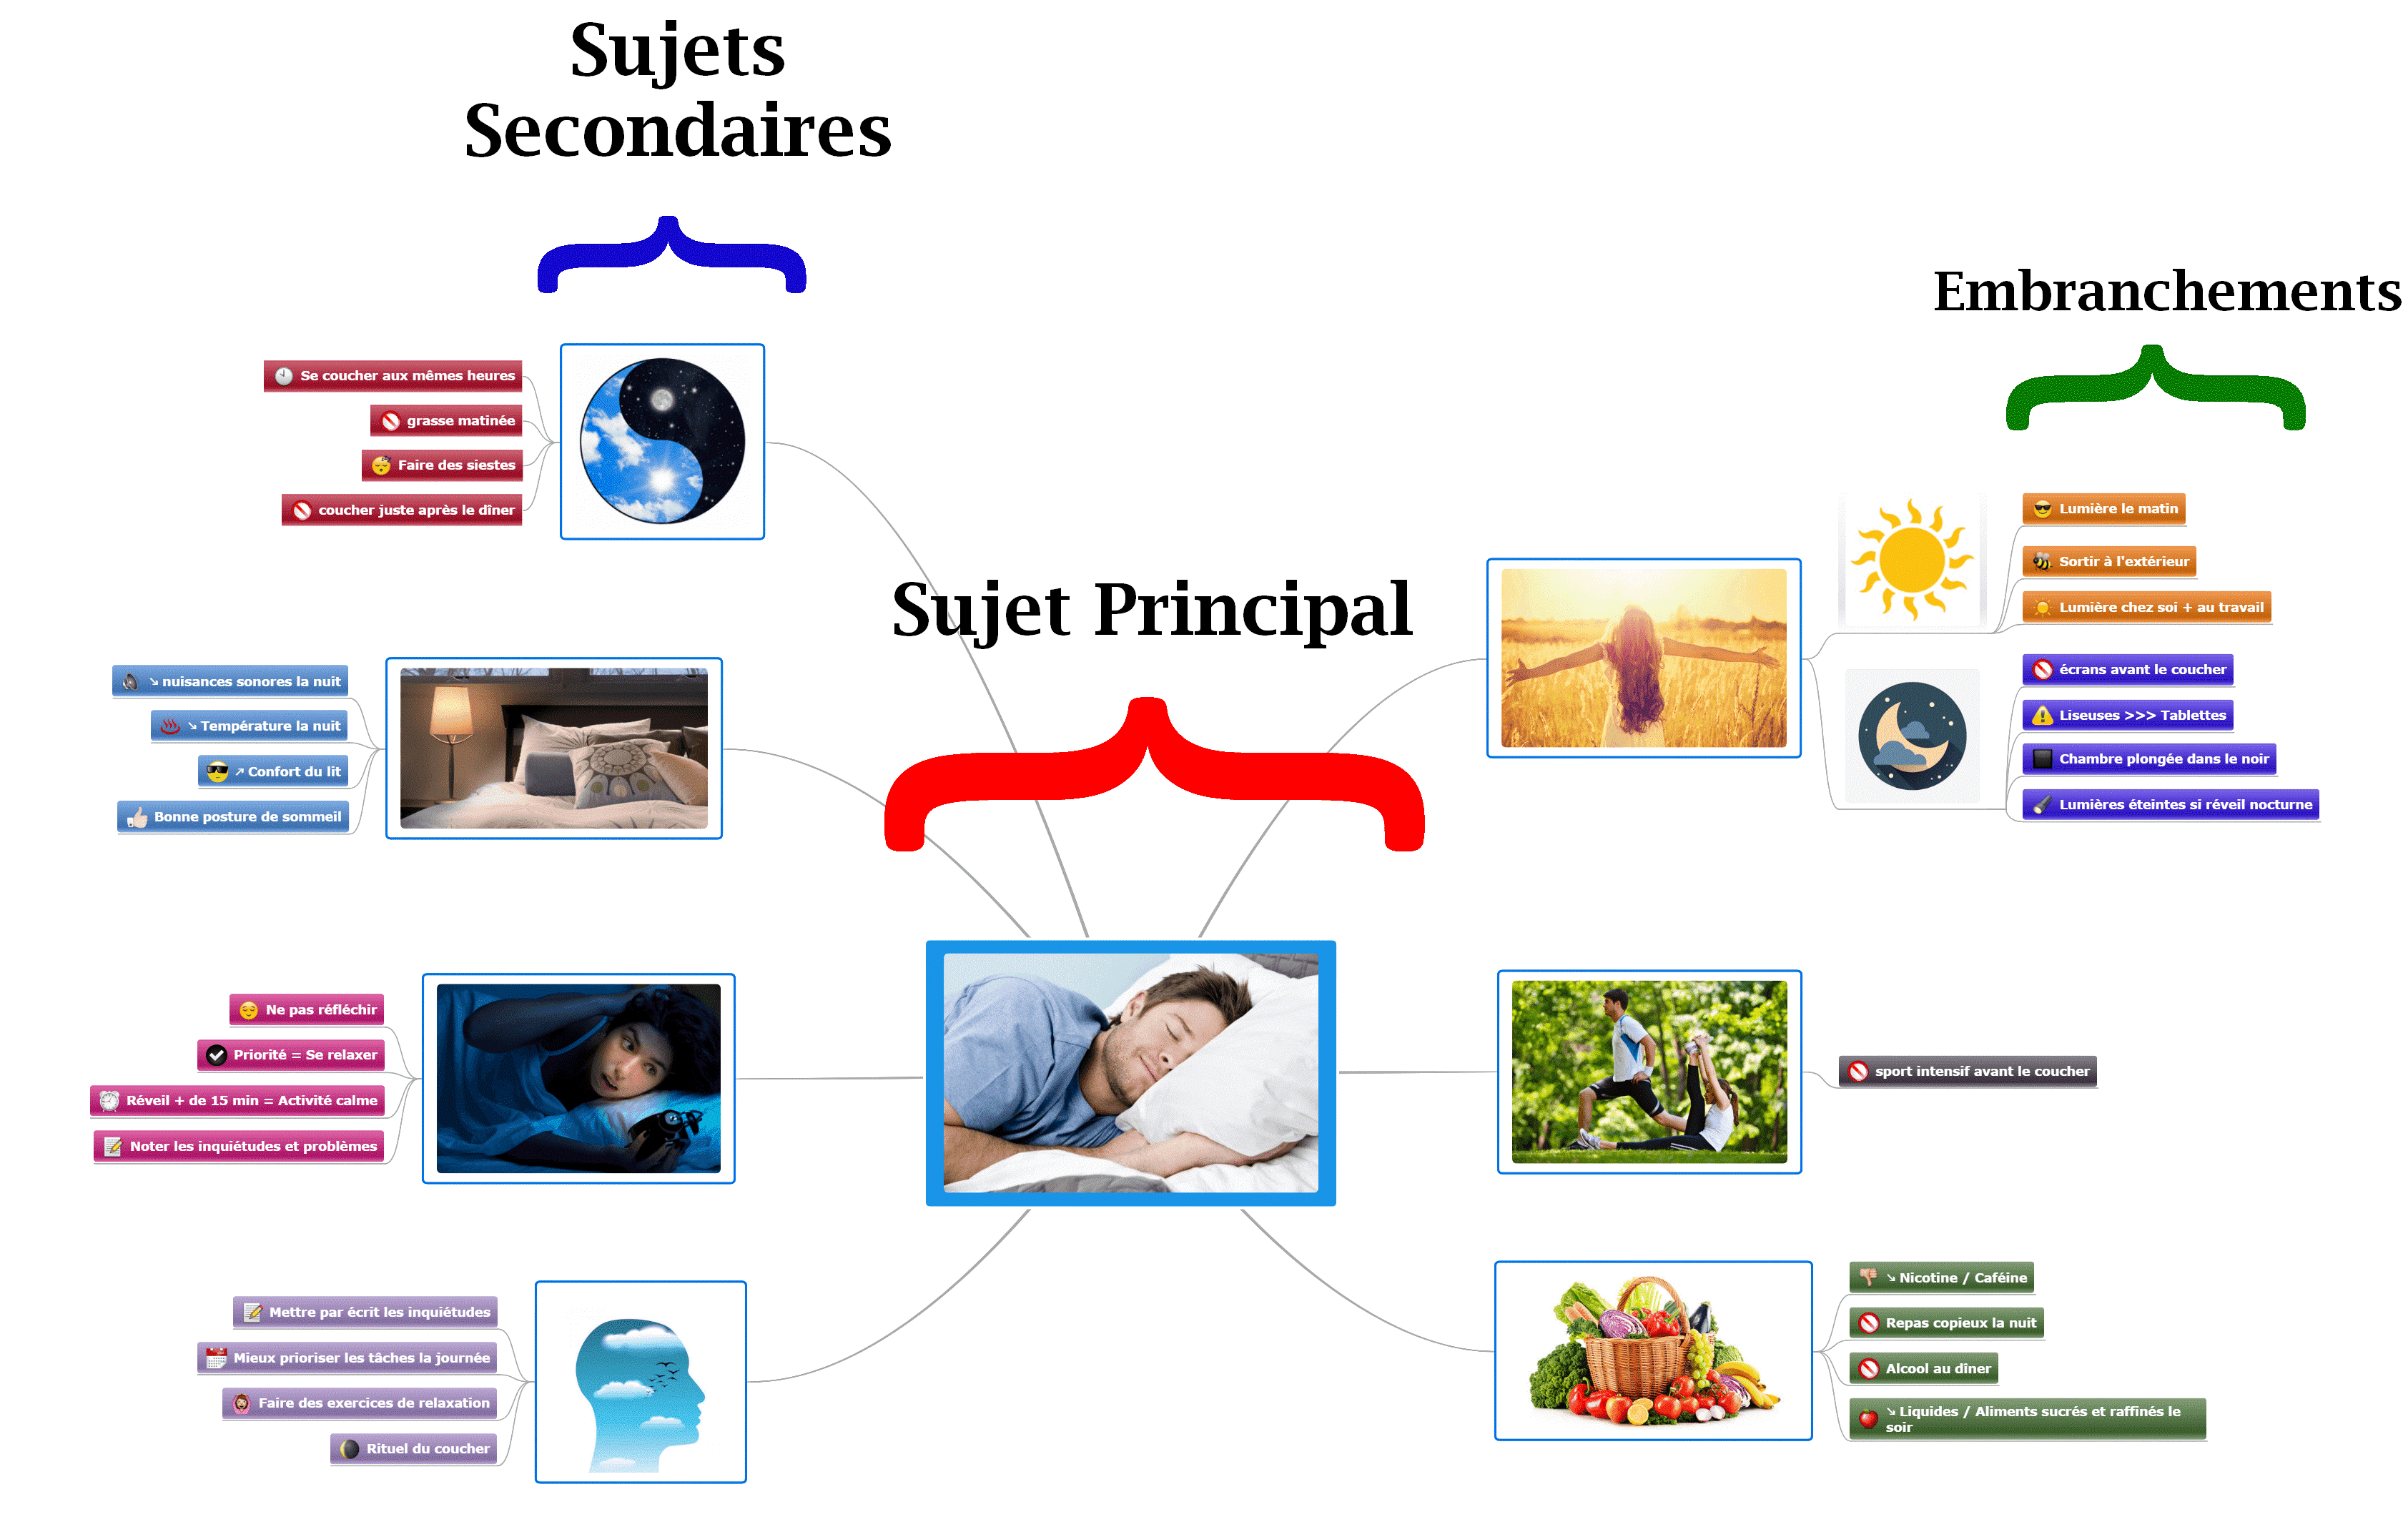 Sujets
Secondaires
Embranchements
Sujet Principal
Se coucher aux mêmes heures
grasse matinée
Faire des siestes
coucher juste après le dîner
↘ nuisances sonores la nuit
↘ Température la nuit
↗ Confort du lit
Bonne posture de sommeil
Ne pas réfléchir
Priorité = Se relaxer
Réveil + de 15 min = Activité calme
Noter les inquiétudes et problèmes
Mettre par écrit les inquiétudes
Mieux prioriser les tâches la journée
Faire des exercices de relaxation
Rituel du coucher
Lumière le matin
Sortir à l'extérieur
Lumière chez soi + au travail
écrans avant le coucher
Liseuses >>> Tablettes
Chambre plongée dans le noir
Lumières éteintes si réveil nocturne
sport intensif avant le coucher
↘ Nicotine / Caféine
Repas copieux la nuit
Alcool au dîner
↘ Liquides / Aliments sucrés et raffinés le
soir